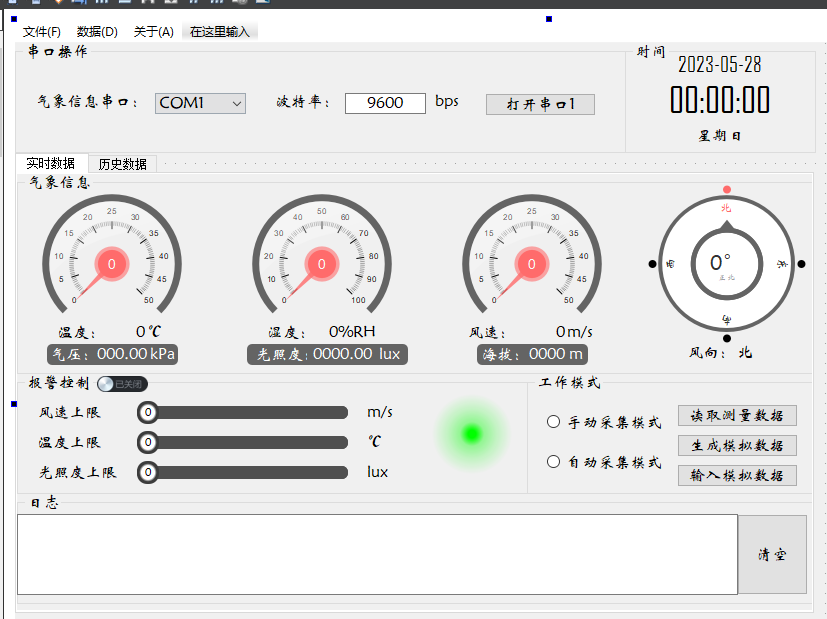 文件(F) 数据(D) 关于(A) 在这里输入
串口操作
气象信息串口： COM1 波特率： 9600 bps 打开串口1
时间
2023-05-28
00:00:00
星期日
实时数据 历史数据
气象信息
0 5 10 15 20 25 30 35 40 45 50
0
温度： 0℃
气压：000.00kPa
0 10 20 30 40 50 60 70 80 90 100
0
湿度： 0%RH
光照度：0000.00 lux
0 5 10 15 20 25 30 35 40 45 50
0
风速： 0m/s
海拔：0000 m
北
西 0° 东
正北
南
风向： 北
报警控制 已关闭
风速上限 0 m/s
温度上限 0 ℃
光照度上限 0 lux
工作模式
手动采集模式
自动采集模式
读取测量数据
生成模拟数据
输入模拟数据
日志
清空